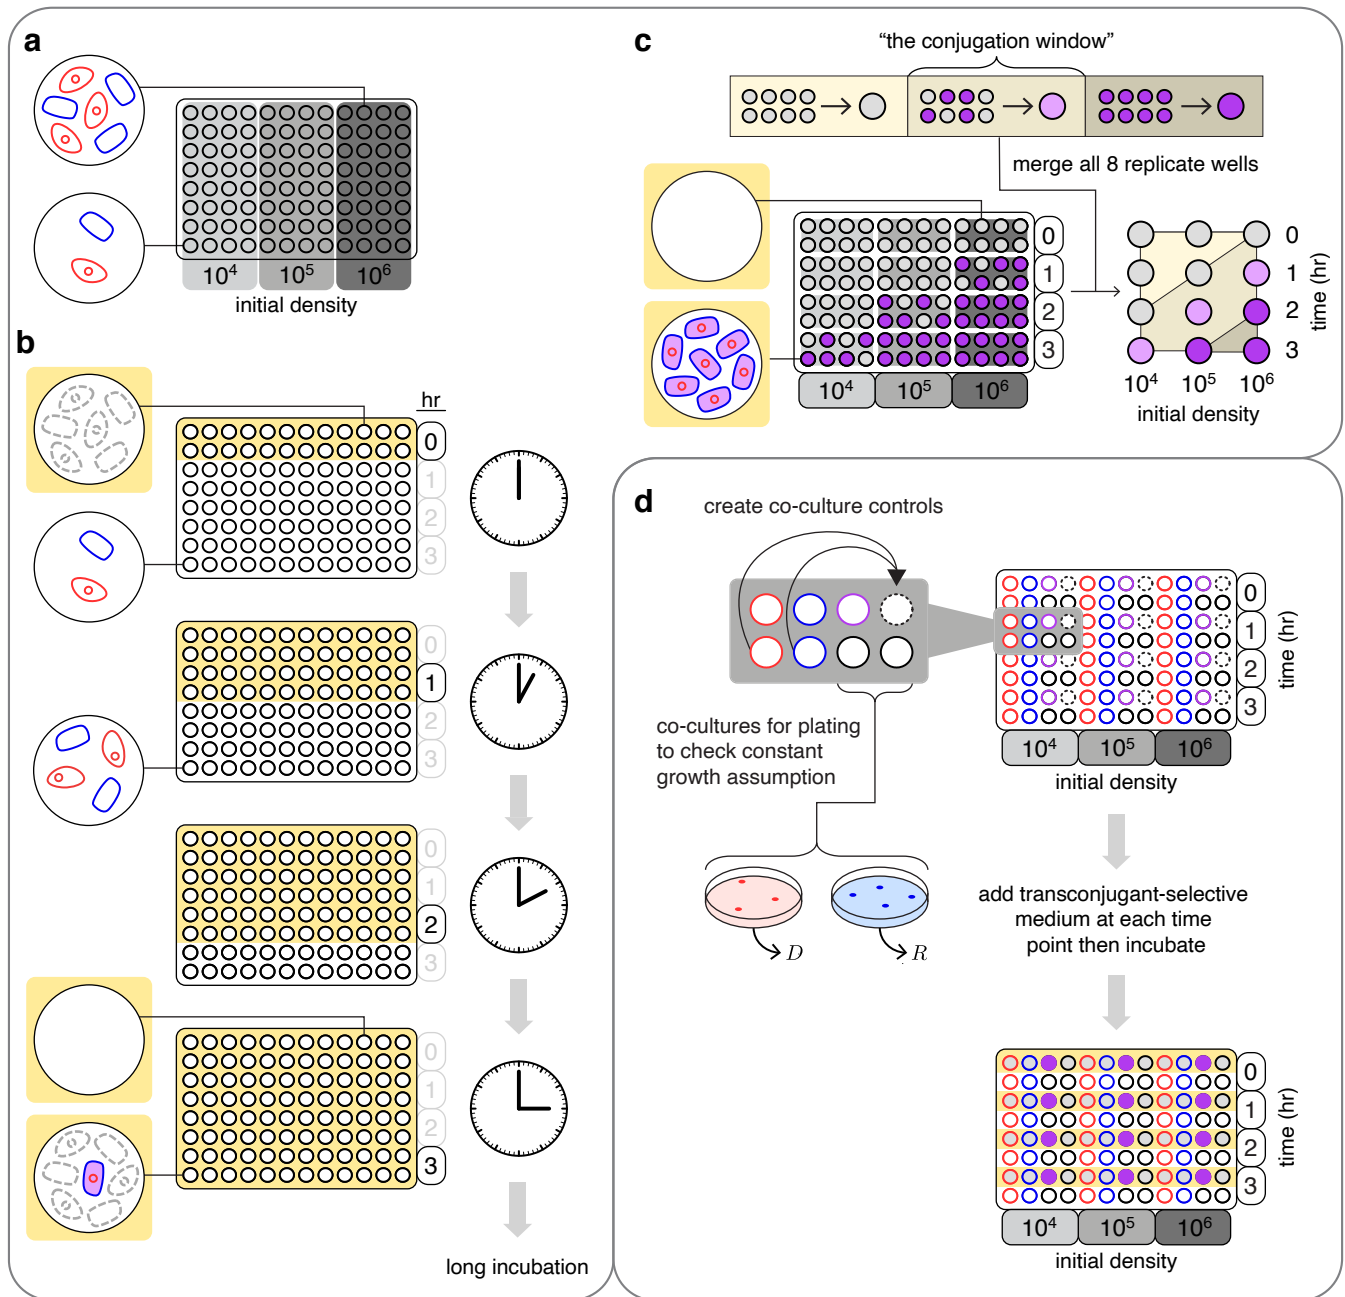 a
10⁴ 10⁵ 10⁶
initial density
b
hr
0
1
2
3
0
1
2
3
0
1
2
3
0
1
2
3
long incubation
c
“the conjugation window”
merge all 8 replicate wells
0
1
2
3
10⁴ 10⁵ 10⁶
0
1
2
3
time (hr)
10⁴ 10⁵ 10⁶
initial density
d
create co-culture controls
co-cultures for plating
to check constant
growth assumption
D
R
0
1
2
3
time (hr)
10⁴ 10⁵ 10⁶
initial density
add transconjugant-selective
medium at each time
point then incubate
0
1
2
3
time (hr)
10⁴ 10⁵ 10⁶
initial density